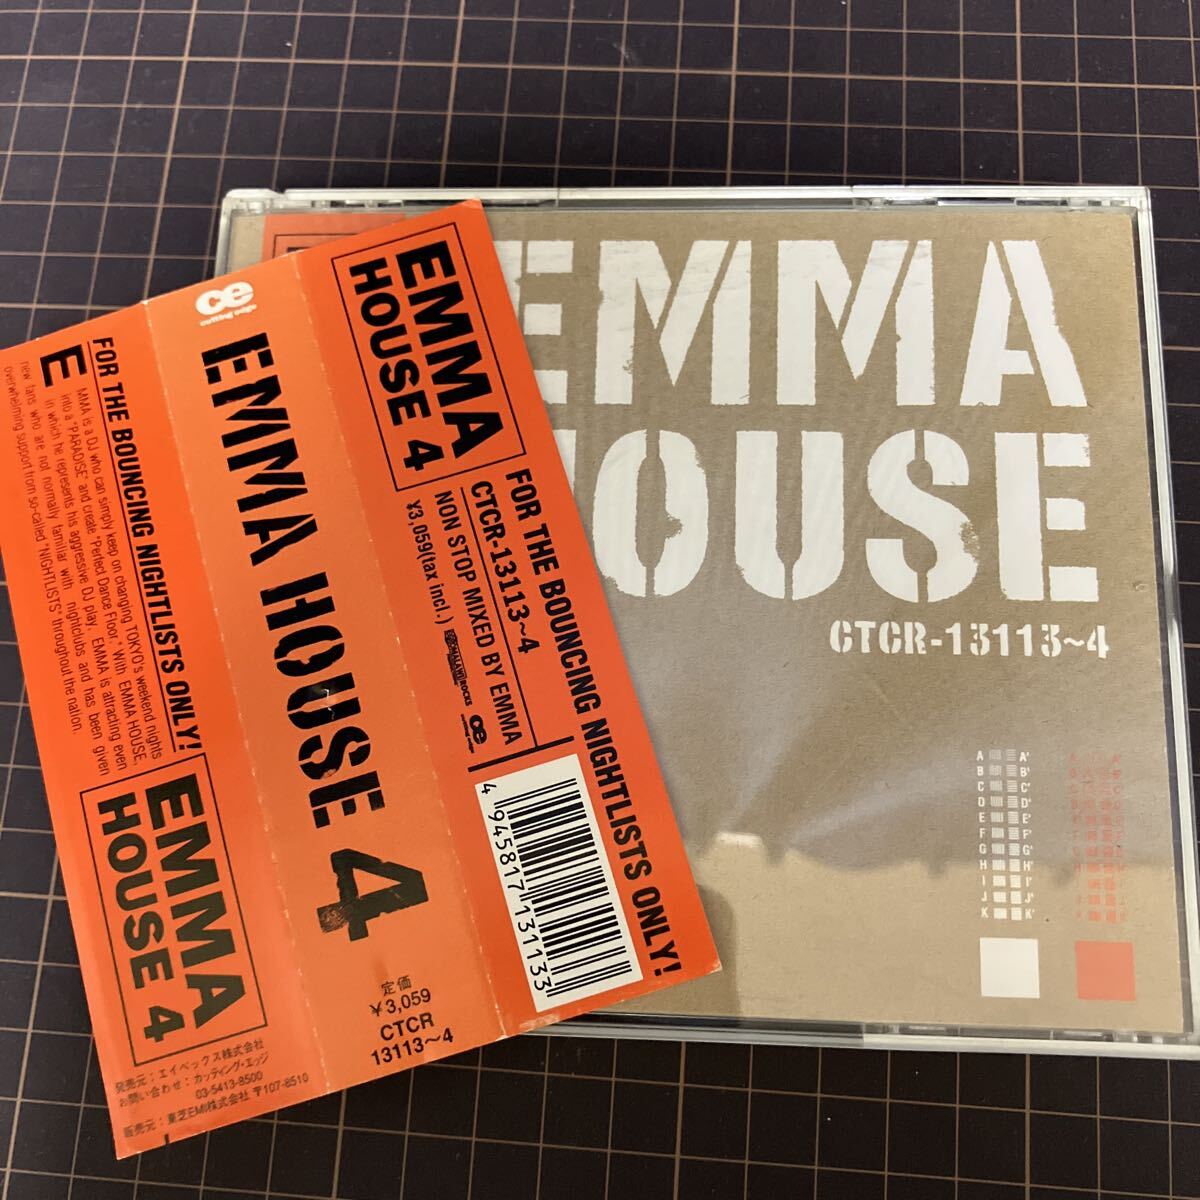 EMMA
HOUSE
CTCR-13113~4
A A'
B B'
C C'
D D'
E E'
F F'
G G'
H H'
I I'
J J'
K K'
EMMA
HOUSE 4
FOR THE BOUNCING NIGHTLISTS ONLY!
CTCR-13113~4
NON STOP MIXED BY EMMA
¥3,059(tax incl.)
ROCKS
ce
cutting edge
4 945817 131133
ce
cutting edge
EMMA HOUSE 4
定価
¥3,059
CTCR
13113〜4
FOR THE BOUNCING NIGHTLISTS ONLY!
EMMA is a DJ who can simply keep on changing TOKYO's weekend nights
into a "PARADISE" and create "Perfect Dance Floor." With EMMA HOUSE,
in which he represents his aggressive DJ play, EMMA is attracting even
new fans who are not normally familiar with nightclubs and has been given
overwhelming support from so-called "NIGHTLISTS" throughout the nation.
EMMA
HOUSE 4
発売元：エイベックス株式会社
お問い合わせ：カッティング・エッジ
03-5413-8500
販売元：東芝EMI株式会社 〒107-8510